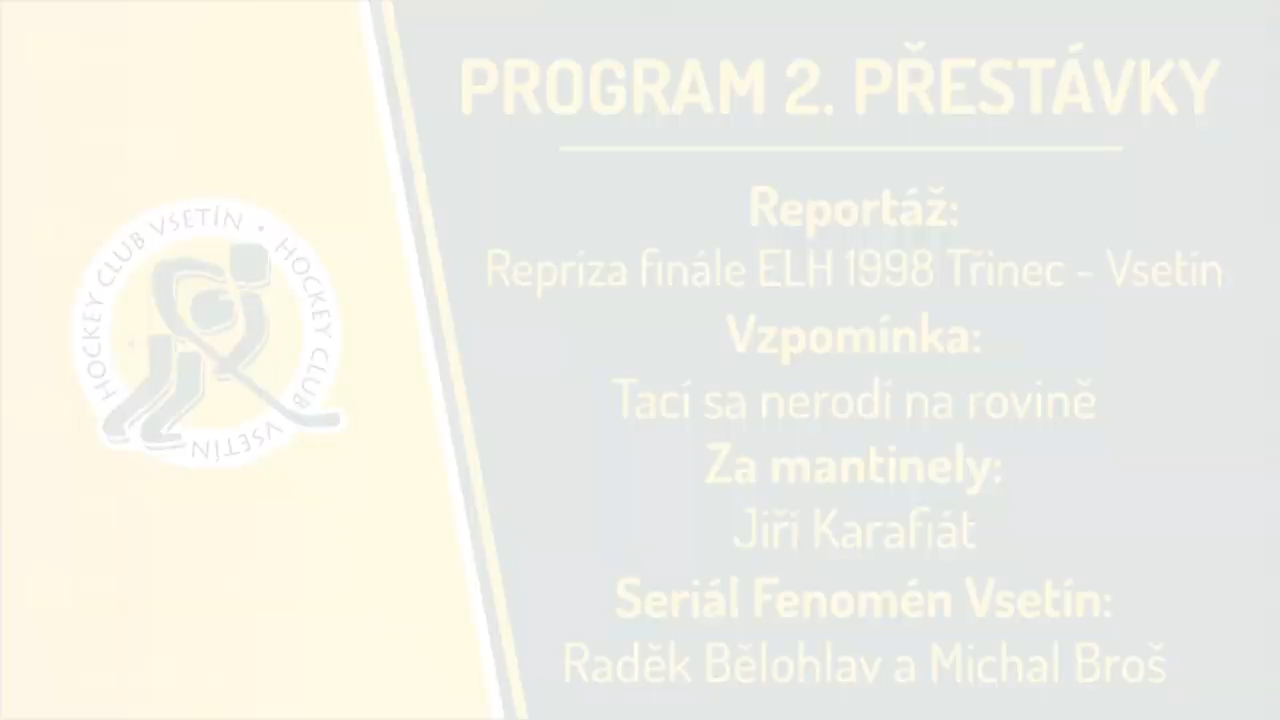 PROGRAM 2. PŘESTÁVKY
HOCKEY CLUB VSETÍN • HOCKEY CLUB VSETÍN
Reportáž:
Repríza finále ELH 1998 Třinec - Vsetín
Vzpomínka:
Tací sa nerodí na rovině
Za mantinely:
Jiří Karafiát
Seriál Fenomén Vsetín:
Raděk Bělohlav a Michal Broš